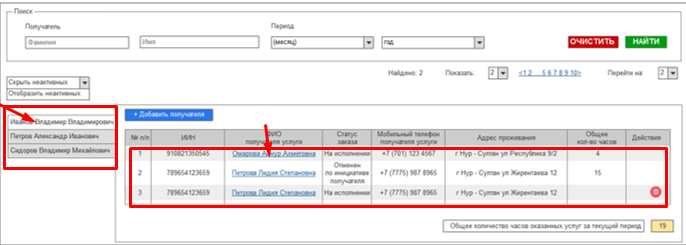 Поиск
Получатель
Период
Фамилия
Имя
(месяц)
год
ОЧИСТИТЬ
НАЙТИ
Найдено: 2
Показать:
2
<1 2 ... 5 6 7 8 9 10>
Перейти на:
2
Скрыть неактивных
Отобразить неактивных
Иванов Владимир Владимирович
Петров Александр Иванович
Сидоров Владимир Михайлович
+ Добавить получателя
№ п/п
ИИН
ФИО
получателя услуги
Статус
заказа
Мобильный телефон
получателя услуги
Адрес проживания
Общее
кол-во часов
Действия
1
910821350545
Омарова Ажнур Ахметовна
На исполнении
+7 (701) 123 4567
г Нур - Султан ул Республика 9/2
4
2
789654123659
Петрова Лидия Степановна
Отменен
по инициативе
получателя
+7 (7775) 987 8965
г Нур - Султан ул Жирентаева 12
15
3
789654123659
Петрова Лидия Степановна
На исполнении
+7 (7775) 987 8965
г Нур - Султан ул Жирентаева 12
Общее количество часов оказанных услуг за текущий период
19